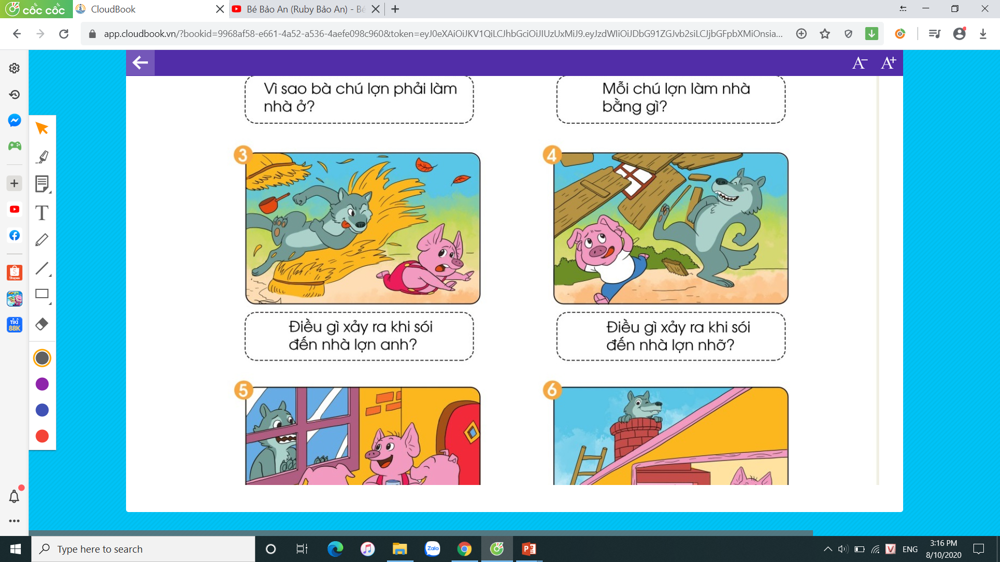 cốc cốc
CloudBook
Bé Bảo An (Ruby Bảo An) - Bé
app.cloudbook.vn/?bookid=9968af58-e661-4a52-a536-4aefe098c960&token=eyJ0eXAiOiJKV1QiLCJhbGciOiJIUzUxMiJ9.eyJzdWIiOiJDbG91ZGJvb2siLCJjbGFpbXMiOnsia...
A- A+
Vì sao bà chú lợn phải làm
nhà ở?
Mỗi chú lợn làm nhà
bằng gì?
3
4
T
Điều gì xảy ra khi sói
đến nhà lợn anh?
Điều gì xảy ra khi sói
đến nhà lợn nhỡ?
Shopee
TIKI
88K
5
6
Type here to search
Zalo
P
V
ENG
3:16 PM
8/10/2020